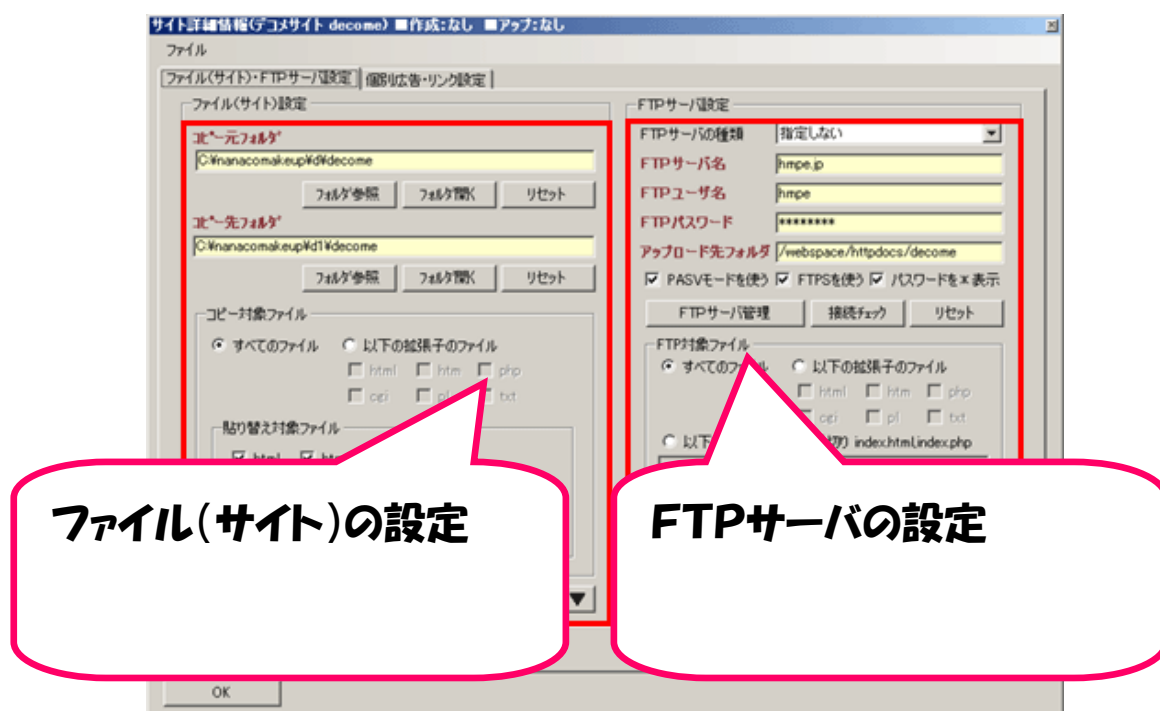 サイト詳細情報(デコメサイト decome) ■作成:なし ■アップ:なし
ファイル
ファイル(サイト)・FTPサーバ設定
個別広告・リンク設定
ファイル(サイト)設定
コピー元フォルダ
C:¥nanacomakeup¥d¥decome
フォルダ参照 フォルダ開く リセット
コピー先フォルダ
C:¥nanacomakeup¥d1¥decome
フォルダ参照 フォルダ開く リセット
コピー対象ファイル
すべてのファイル 以下の拡張子のファイル
html htm php
cgi pl txt
貼り替え対象ファイル
html
FTPサーバ設定
FTPサーバの種類 指定しない
FTPサーバ名 hmpe.jp
FTPユーザ名 hmpe
FTPパスワード ********
アップロード先フォルダ /webspace/httpdocs/decome
PASVモードを使う FTPSを使う パスワードを*表示
FTPサーバ管理 接続チェック リセット
FTP対象ファイル
すべてのファイル 以下の拡張子のファイル
html htm php
cgi pl txt
以下 切り) index.html,index.php
ファイル(サイト)の設定
FTPサーバの設定
▼
OK